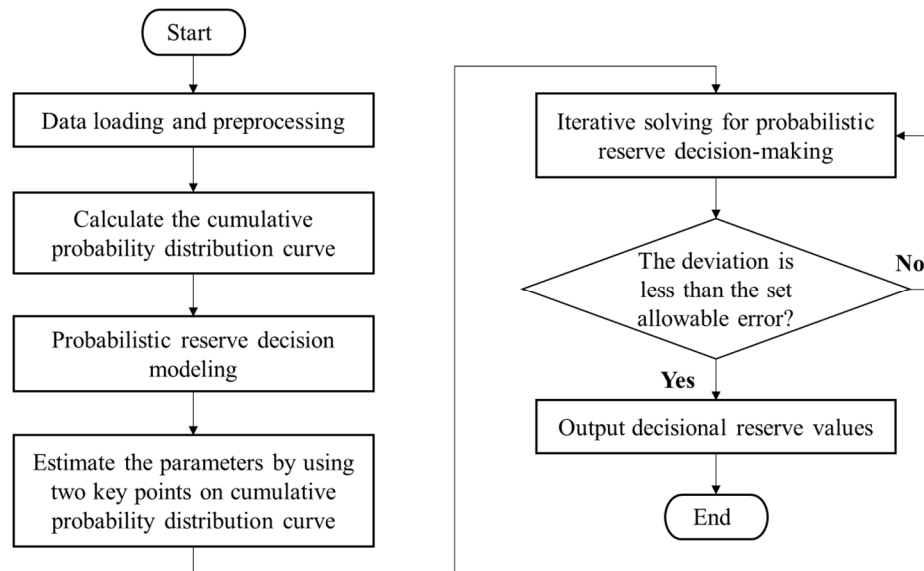 Start
Data loading and preprocessing
Calculate the cumulative
probability distribution curve
Probabilistic reserve decision
modeling
Estimate the parameters by using
two key points on cumulative
probability distribution curve
Iterative solving for probabilistic
reserve decision-making
The deviation is
less than the set
allowable error?
No
Yes
Output decisional reserve values
End